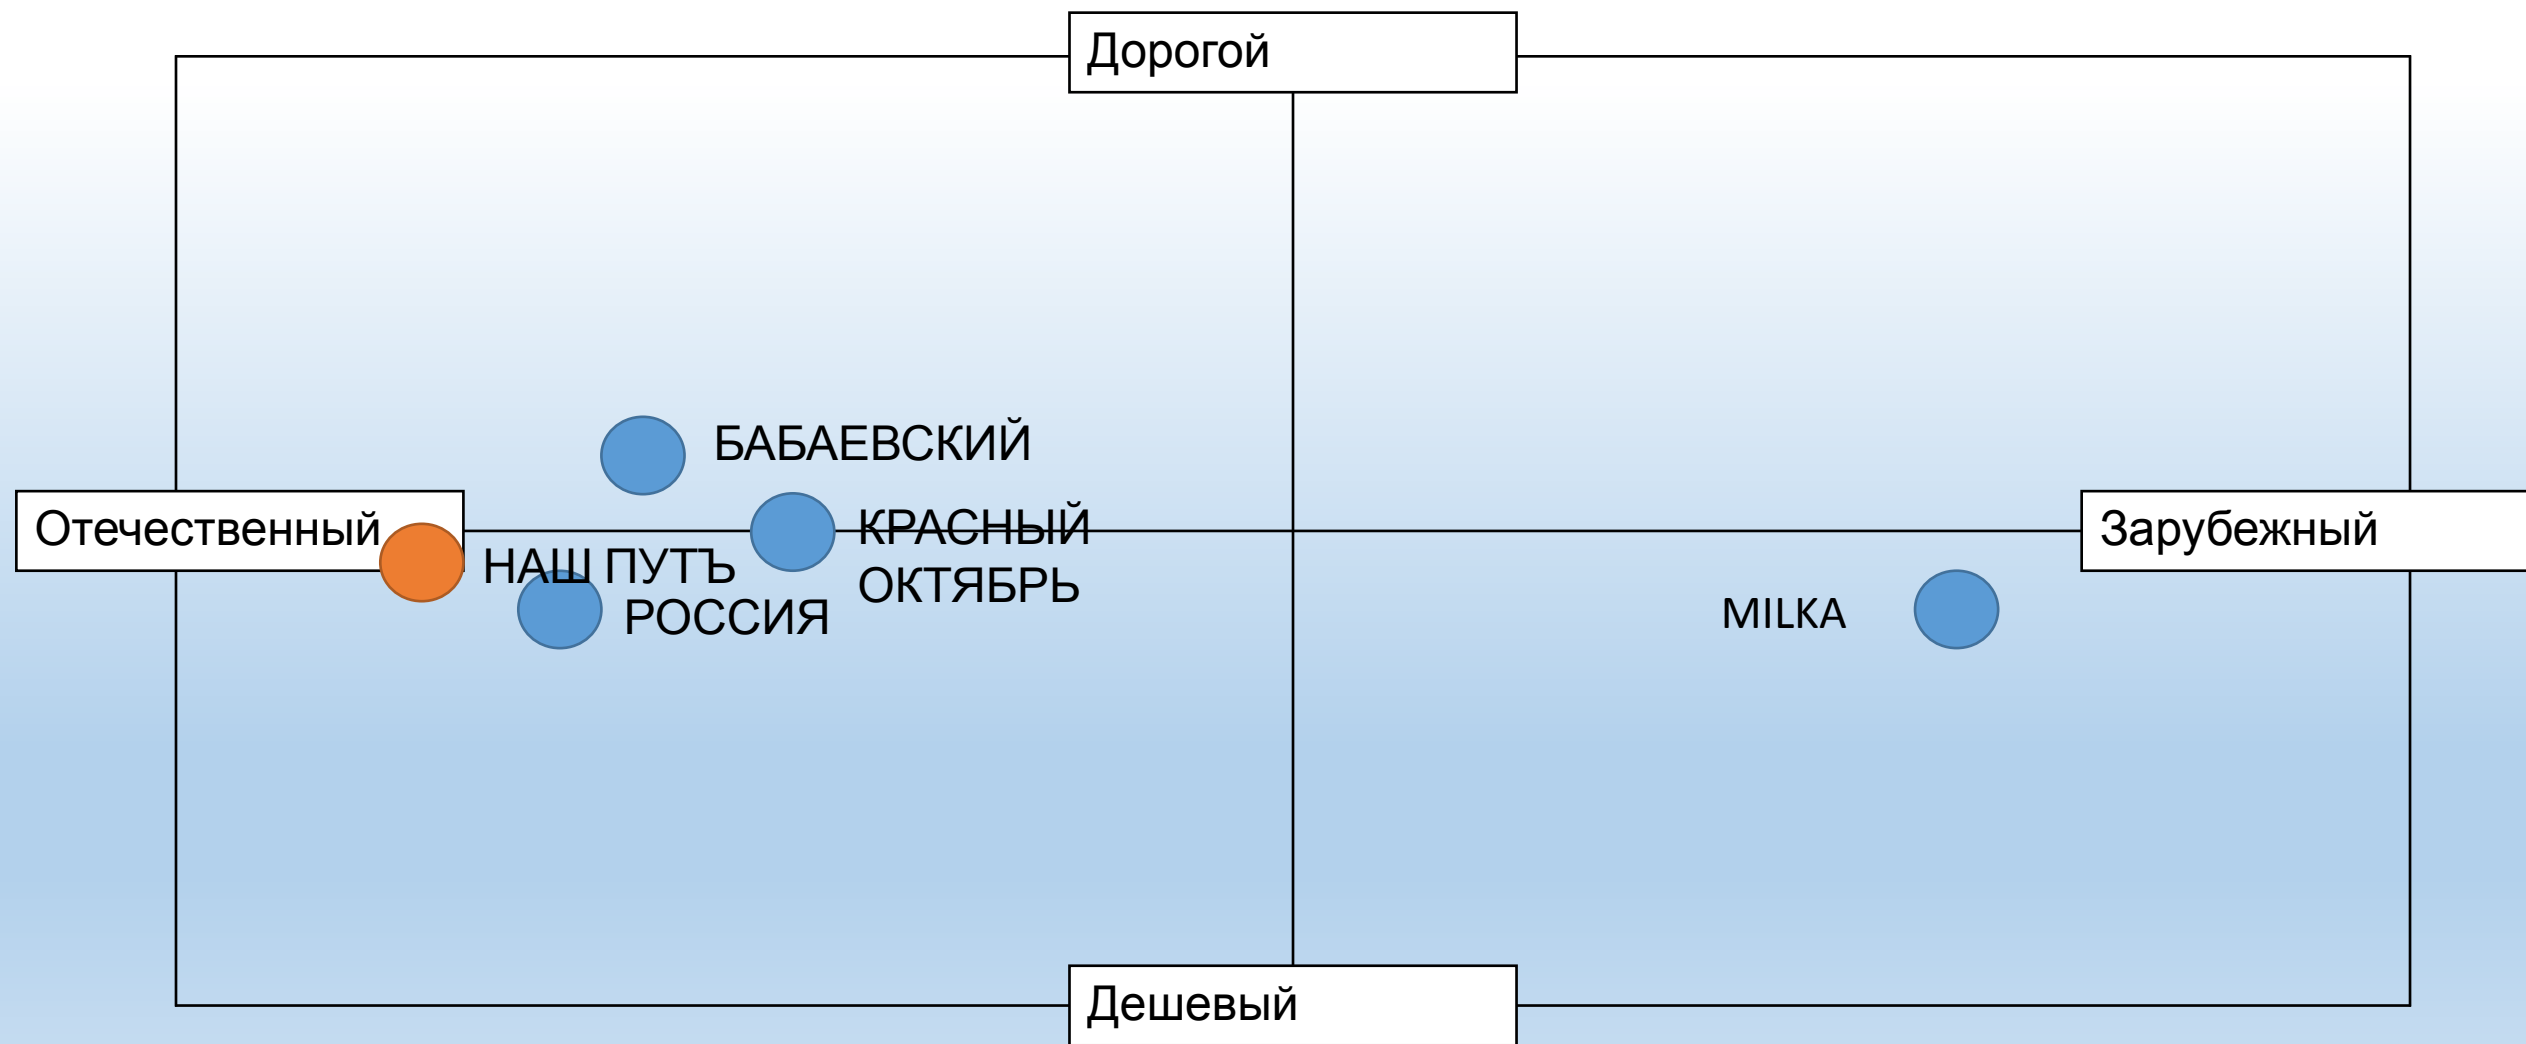 Дорогой
БАБАЕВСКИЙ
Отечественный
КРАСНЫЙ
ОКТЯБРЬ
Зарубежный
НАШ ПУТЪ
РОССИЯ
MILKA
Дешевый